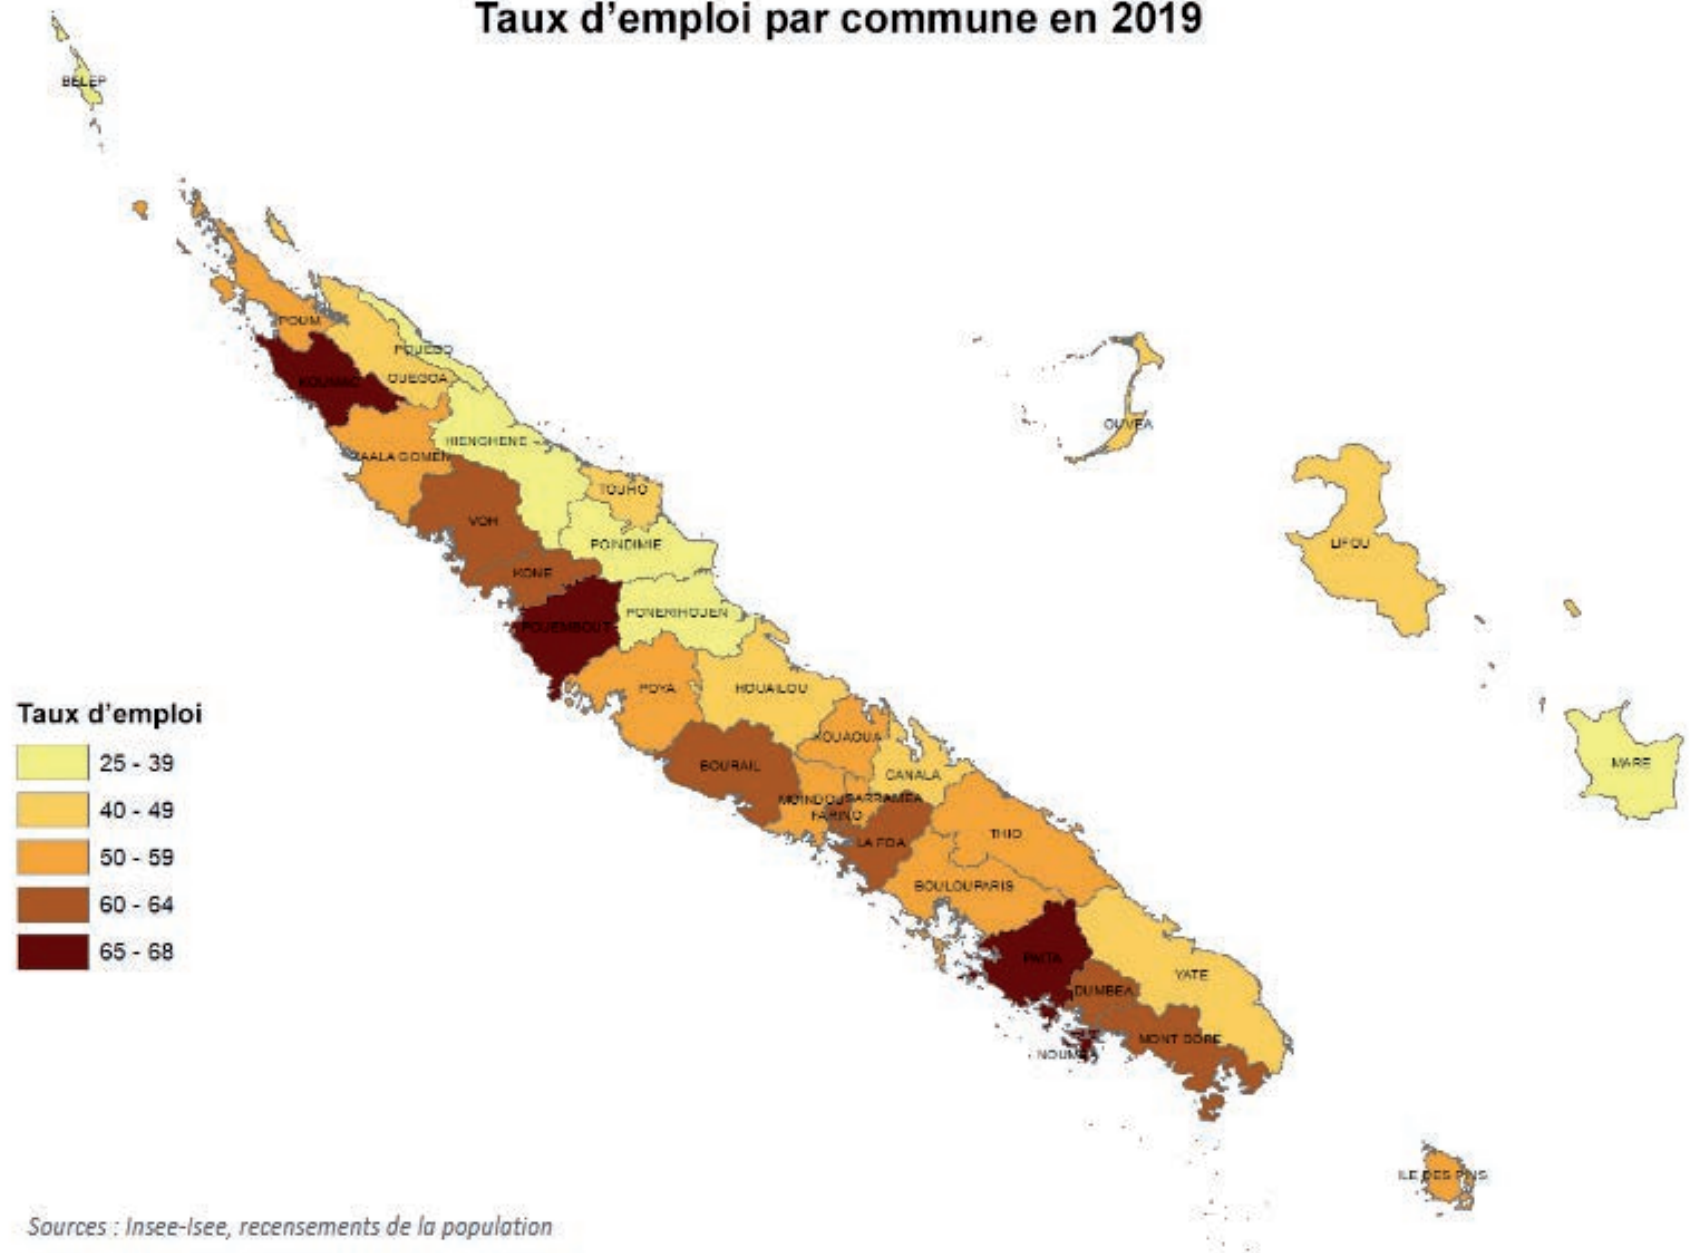 Taux d'emploi par commune en 2019
BELEP
POUM
POUEBO
KOUMAC
OUEGOA
HIENGHENE
KAALA GOMEN
TOUHO
VOH
POINDIMIE
KONE
PONERIHOUEN
POUEMBOUT
POYA
HOUAILOU
KOUAOUA
BOURAIL
CANALA
MOINDOU
SARRAMEA
FARINO
LA FOA
THIO
BOULOUPARIS
PAITA
YATE
DUMBEA
MONT DORE
NOUMEA
ILE DES PINS
OUVEA
LIFOU
MARE
Taux d'emploi
25 - 39
40 - 49
50 - 59
60 - 64
65 - 68
Sources : Insee-Isee, recensements de la population